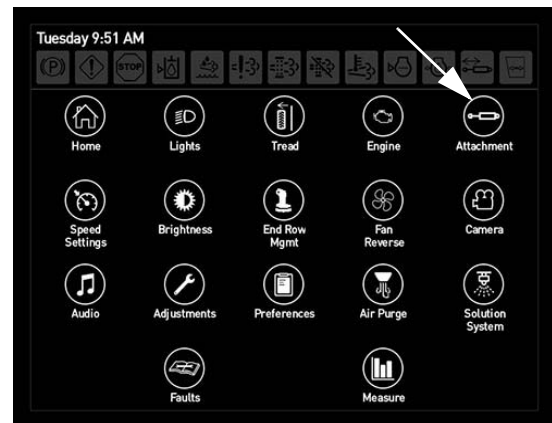 Tuesday 9:51 AM
(P) STOP
Home Lights Tread Engine Attachment
Speed Settings Brightness End Row Mgmt Fan Reverse Camera
Audio Adjustments Preferences Air Purge Solution System
Faults Measure